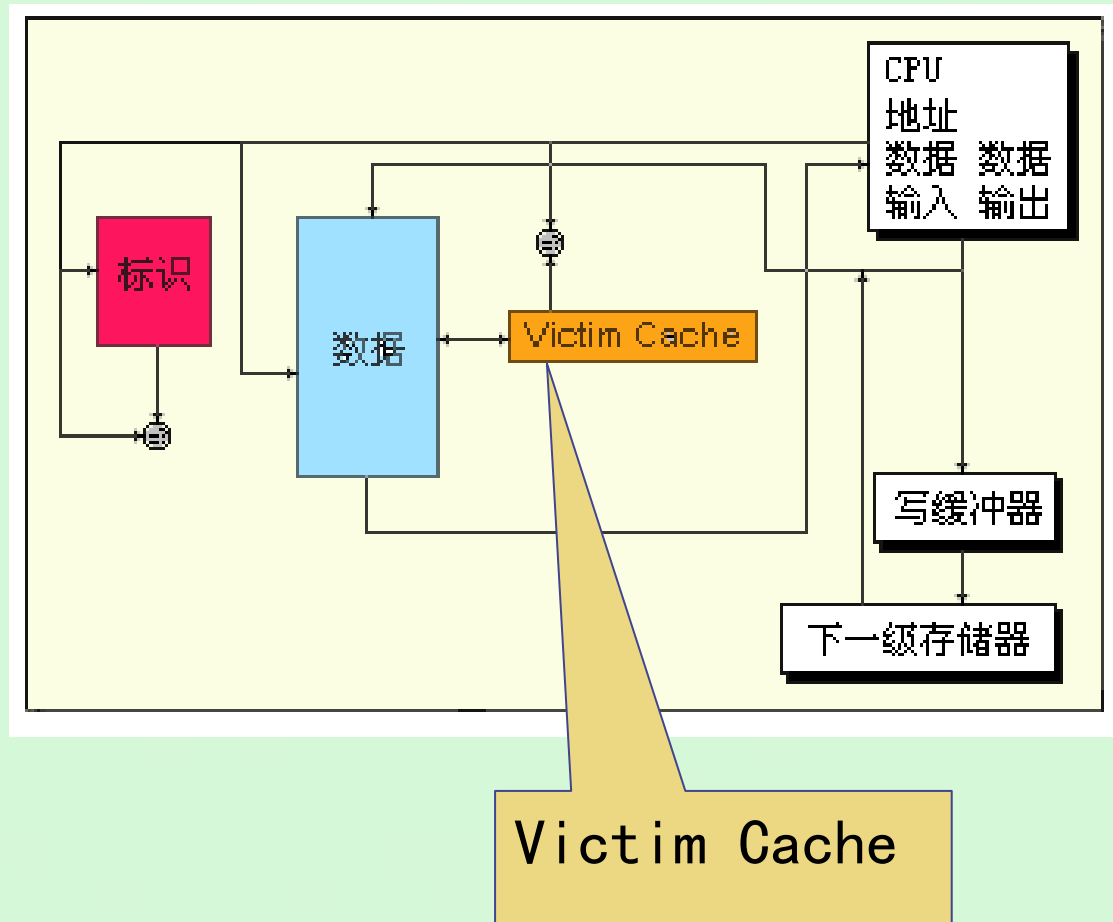 CPU
地址
数据 数据
输入 输出
标识
数据
Victim Cache
写缓冲器
下一级存储器
Victim Cache